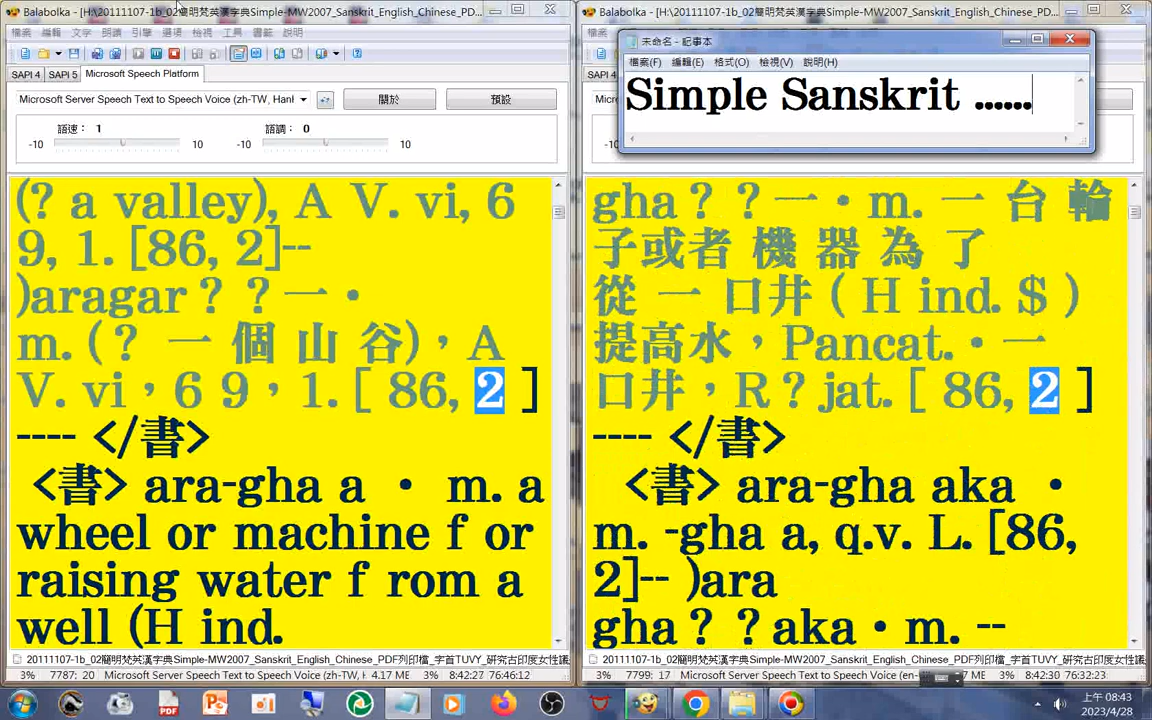 Balabolka - [H:\20111107-1b_02簡明梵英漢字典Simple-MW2007_Sanskrit_English_Chinese_PD...
檔案 編輯 文字 朗讀 引擎 選項 檢視 工具 書籤 說明
SAPI 4 SAPI 5 Microsoft Speech Platform
Microsoft Server Speech Text to Speech Voice (zh-TW, Hanl
關於 預設
語速： 1 語調： 0
-10 10 -10 10
(? a valley), A V. vi, 6
9, 1. [86, 2]--
)aragar？？一・
m. (？ 一 個 山 谷)，A
V. vi，6 9，1. [ 86, 2 ]
---- </書>
<書> ara-gha a ・ m. a
wheel or machine f or
raising water f rom a
well (H ind.
20111107-1b_02簡明梵英漢字典Simple-MW2007_Sanskrit_English_Chinese_PDF列印檔_字首TUVY_研究古印度女性議
7787; 20 Microsoft Server Speech Text to Speech Voice (zh-TW, H 4.17 ME 3% 8:42:27 76:46:12
Balabolka - [H:\20111107-1b_02簡明梵英漢字典Simple-MW2007_Sanskrit_English_Chinese_PD...
檔案
SAPI 4
未命名 - 記事本
檔案(F) 編輯(E) 格式(O) 檢視(V) 說明(H)
Simple Sanskrit ......
-10
gha？？一・m. 一 台 輪
子或者 機 器 為 了
從 一 口井 ( H ind. $ )
提高水，Pancat.・一
口井，R？jat. [ 86, 2 ]
---- </書>
<書> ara-gha aka ・
m. -gha a, q.v. L. [86,
2]-- )ara
gha？？aka・m. --
20111107-1b_02簡明梵英漢字典Simple-MW2007_Sanskrit_English_Chinese_PDF列印檔_字首TUVY_研究古印度女性議
7799: 17 Microsoft Server Speech Text to Speech Voice 3% 8:42:30 76:32:23
上午 08:43
2023/4/28